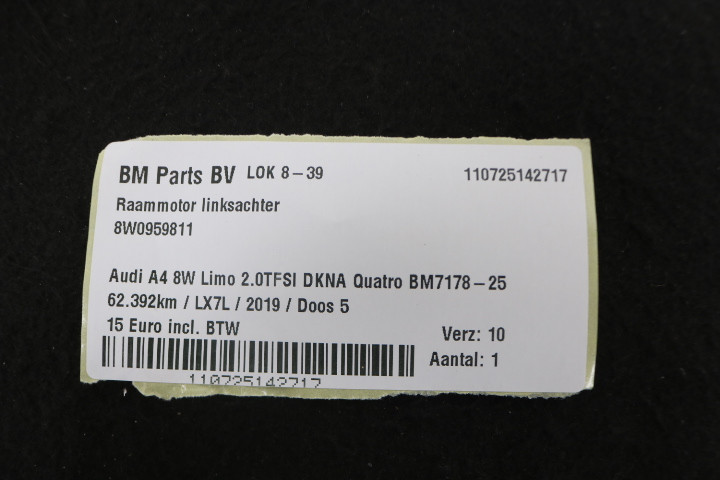 BM Parts BV LOK 8-39 110725142717
Raammotor linksachter
8W0959811
Audi A4 8W Limo 2.0TFSI DKNA Quatro BM7178-25
62.392km / LX7L / 2019 / Doos 5
15 Euro incl. BTW
Verz: 10
Aantal: 1
110725142717